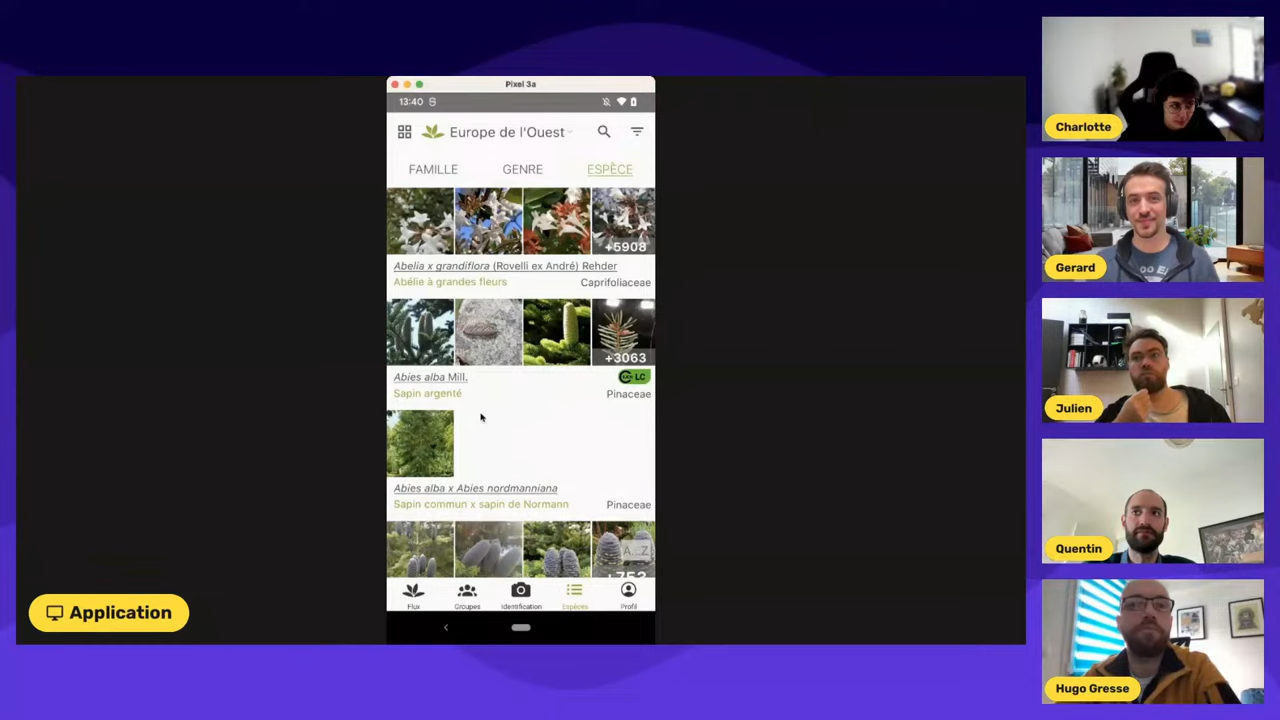 Pixel 3a
13:40
Europe de l'Ouest
FAMILLE GENRE ESPÈCE
+5908
Abelia x grandiflora (Rovelli ex André) Rehder
Abélie à grandes fleurs Caprifoliaceae
+3063
Abies alba Mill. LC
Sapin argenté Pinaceae
Abies alba x Abies nordmanniana
Sapin commun x sapin de Normann Pinaceae
A...Z
+753
Flux Groupes Identification Espèces Profil
Application
Charlotte
Gerard
Julien
Quentin
Hugo Gresse